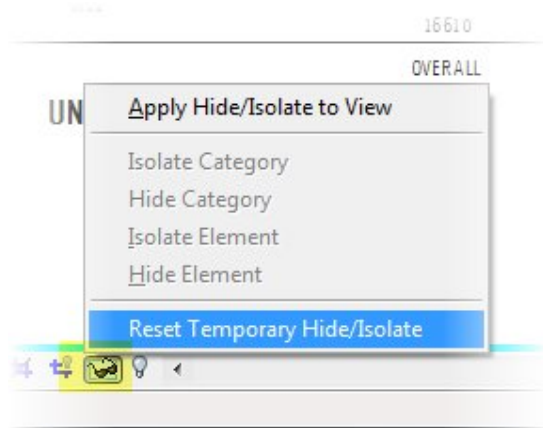 16610
OVERALL
UN
Apply Hide/Isolate to View
Isolate Category
Hide Category
Isolate Element
Hide Element
Reset Temporary Hide/Isolate